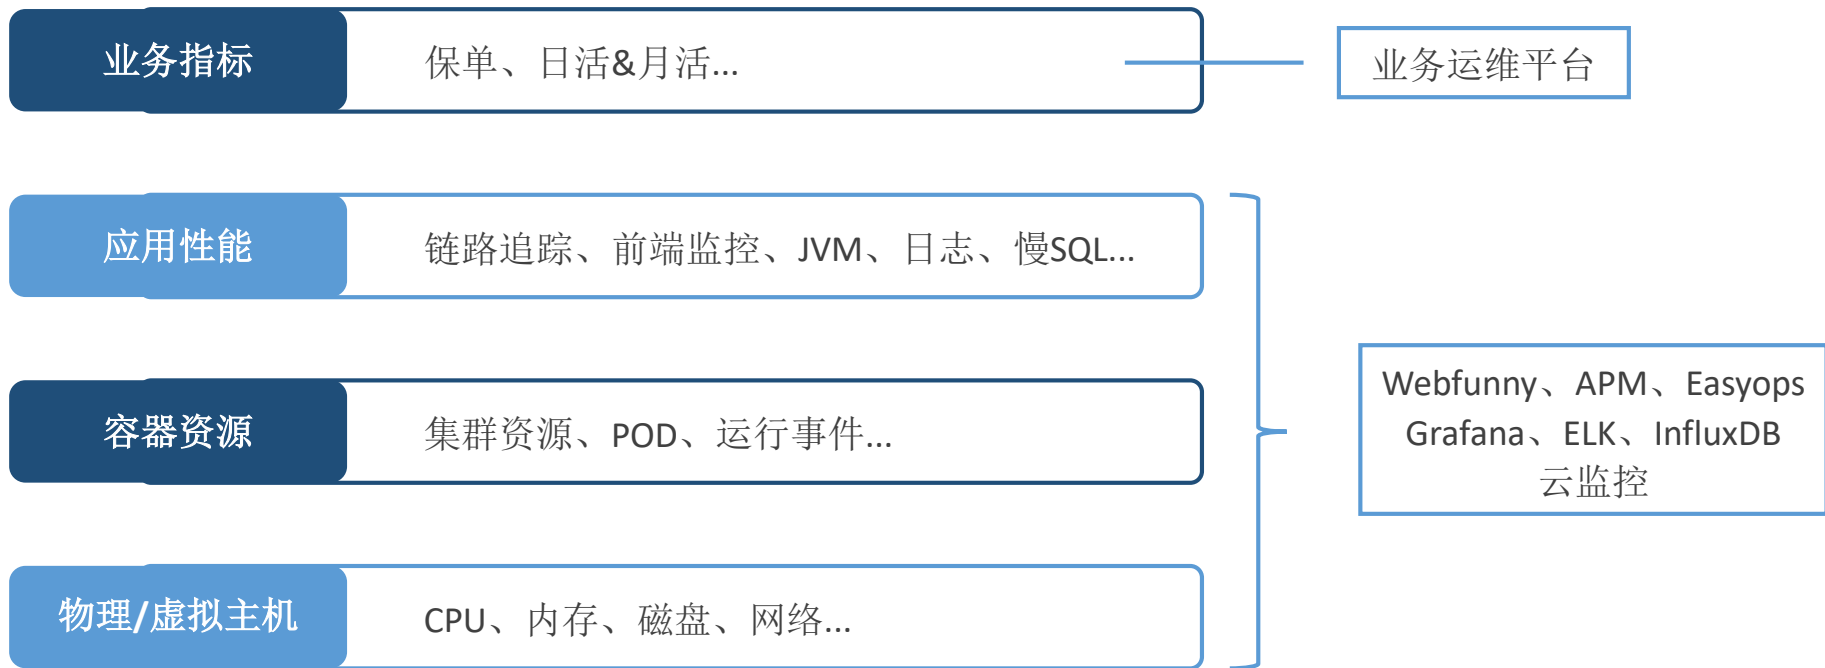 业务指标
保单、日活&月活...
业务运维平台
应用性能
链路追踪、前端监控、JVM、日志、慢SQL...
容器资源
集群资源、POD、运行事件...
Webfunny、APM、Easyops
Grafana、ELK、InfluxDB
云监控
物理/虚拟主机
CPU、内存、磁盘、网络...